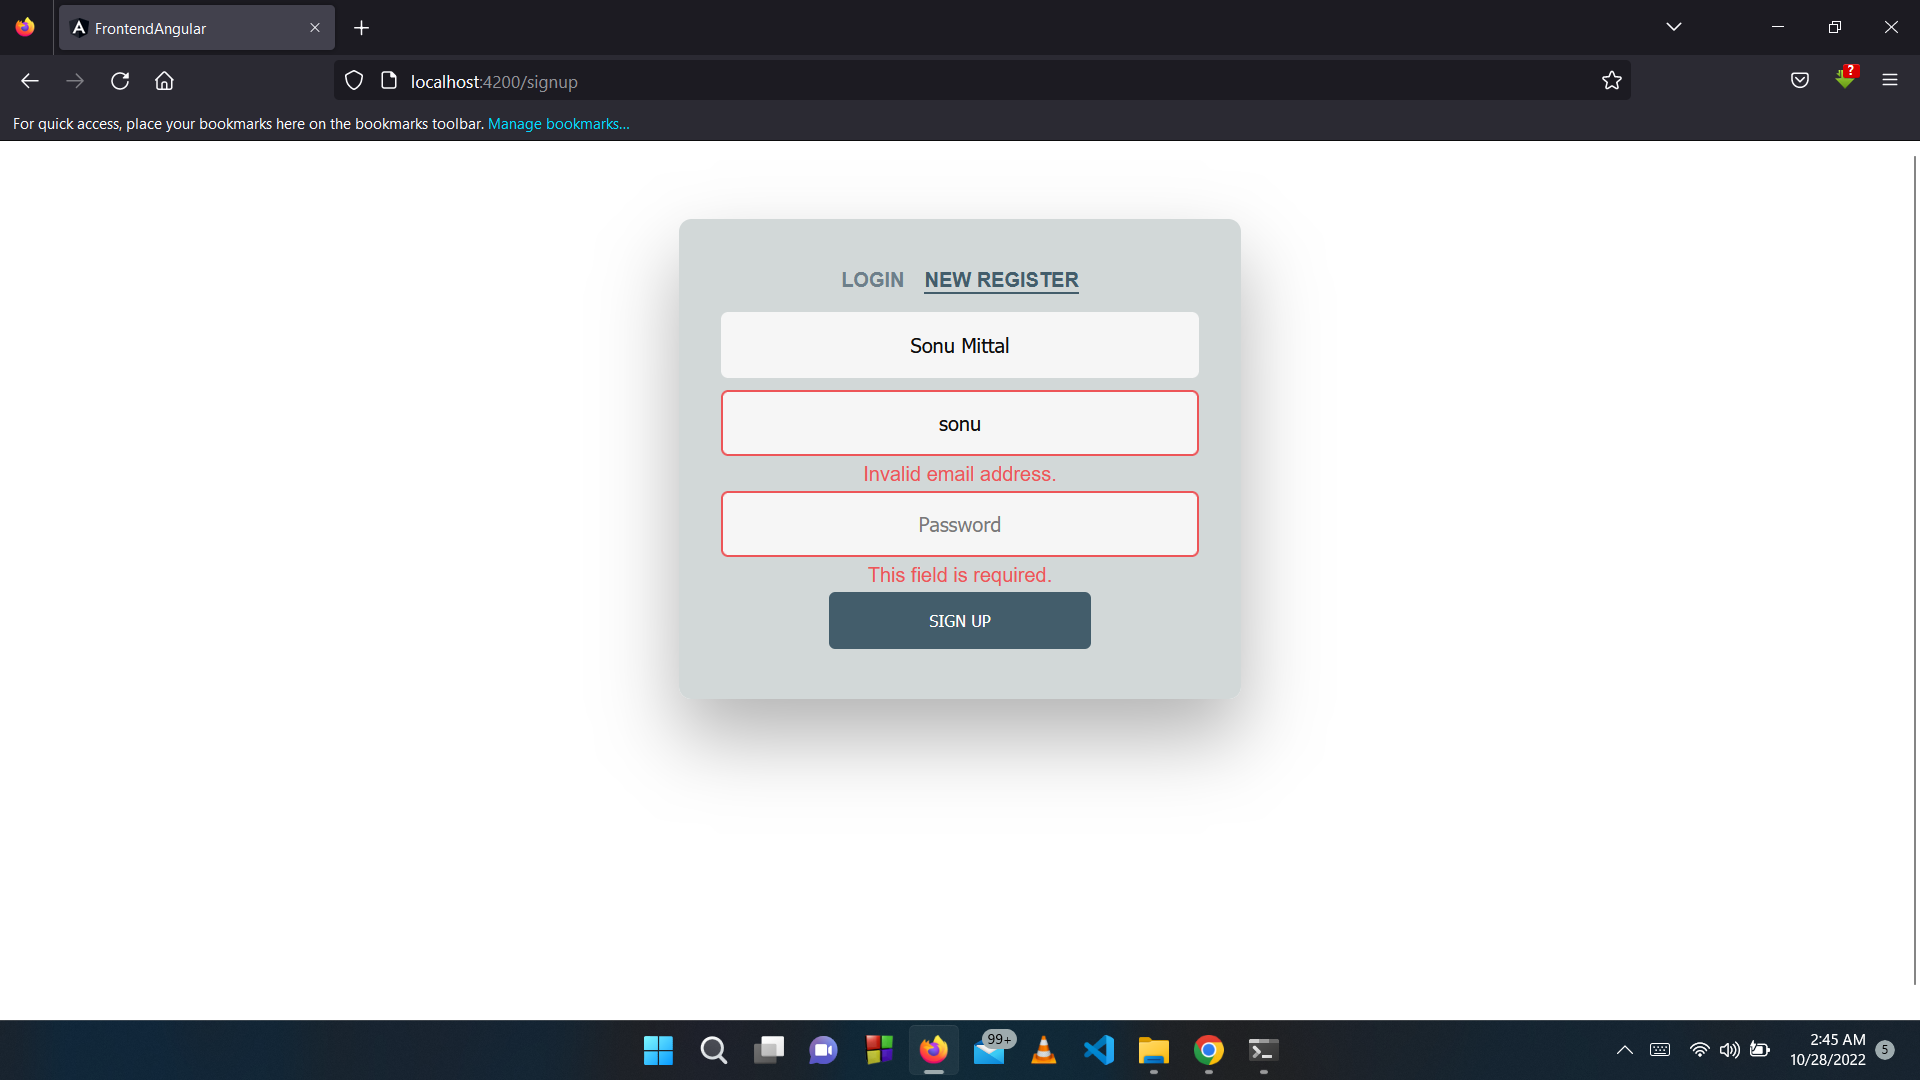 FrontendAngular
localhost:4200/signup
?
For quick access, place your bookmarks here on the bookmarks toolbar. Manage bookmarks...
LOGIN NEW REGISTER
Sonu Mittal
sonu
Invalid email address.
Password
This field is required.
SIGN UP
99+
2:45 AM
10/28/2022
5